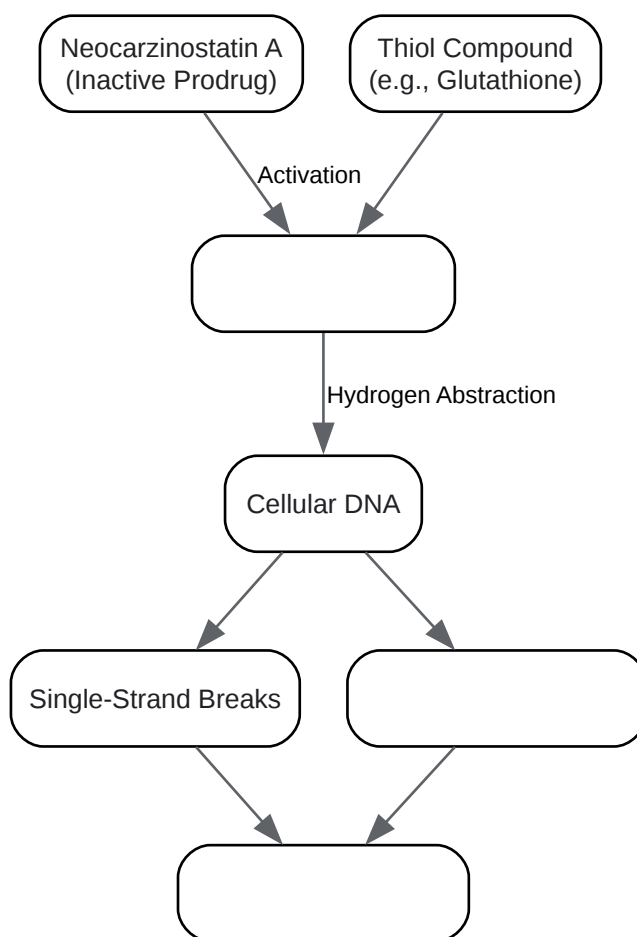 Neocarzinostatin A
(Inactive Prodrug)
Thiol Compound
(e.g., Glutathione)
Activation
Hydrogen Abstraction
Cellular DNA
Single-Strand Breaks